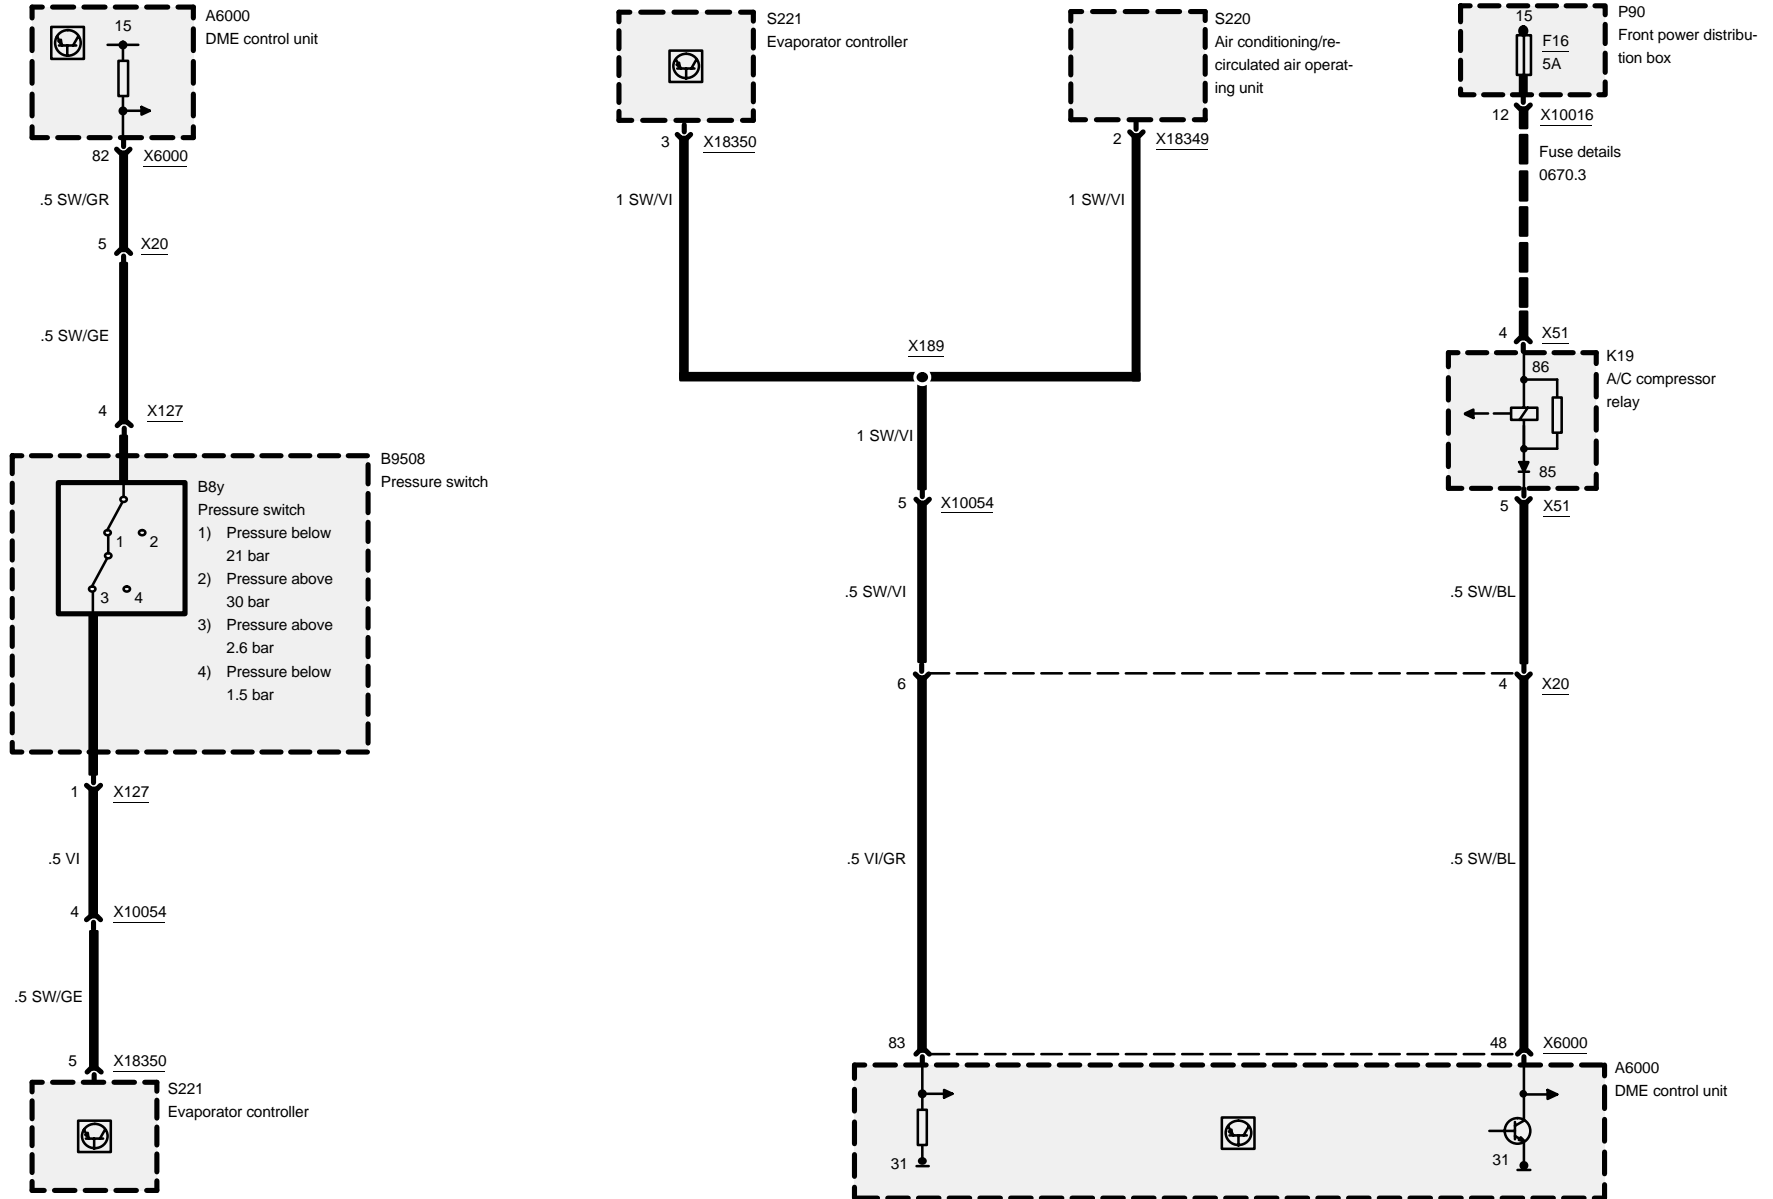 A6000
DME control unit
15
82 X6000
.5 SW/GR
5 X20
.5 SW/GE
4 X127
B9508
Pressure switch
B8y
Pressure switch
1) Pressure below
21 bar
2) Pressure above
30 bar
3) Pressure above
2.6 bar
4) Pressure below
1.5 bar
1 2
3 4
1 X127
.5 VI
4 X10054
.5 SW/GE
5 X18350
S221
Evaporator controller
S221
Evaporator controller
3 X18350
1 SW/VI
S220
Air conditioning/re-
circulated air operat-
ing unit
2 X18349
1 SW/VI
X189
1 SW/VI
5 X10054
.5 SW/VI
6
.5 VI/GR
83
31
P90
Front power distribu-
tion box
15
F16
5A
12 X10016
Fuse details
0670.3
4 X51
K19
A/C compressor
relay
86
85
5 X51
.5 SW/BL
4 X20
.5 SW/BL
48 X6000
A6000
DME control unit
31